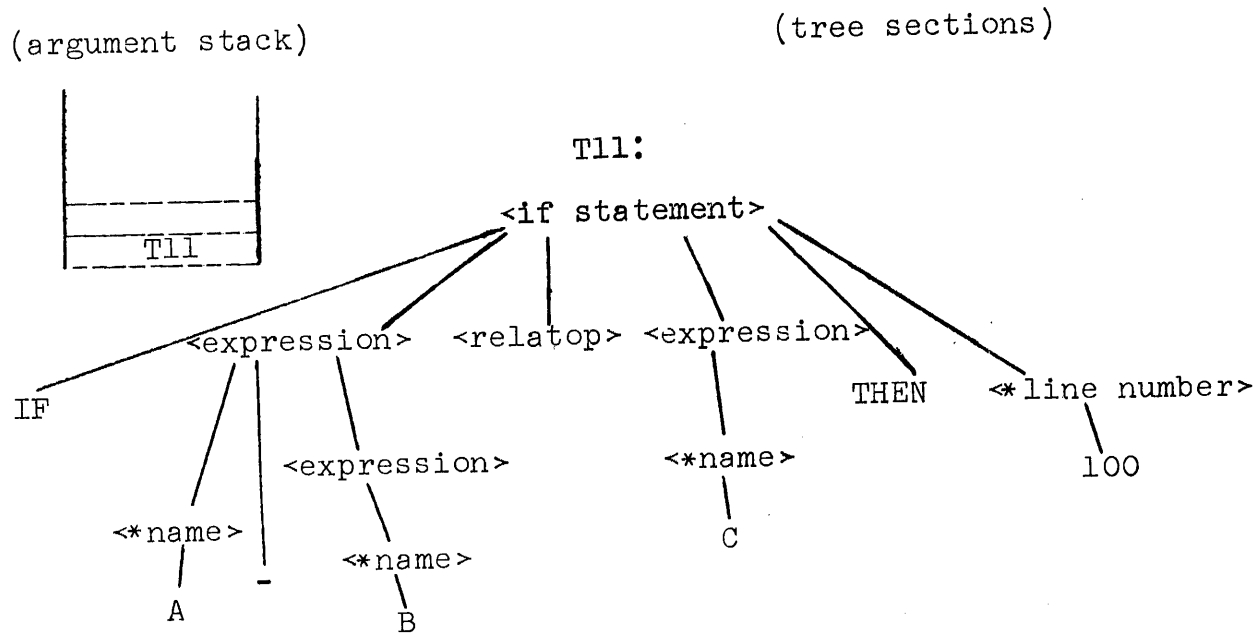 (argument stack)
(tree sections)
T11:
<if statement>
T11
<expression>
<relatop>
<expression>
IF
THEN
<*line number>
<expression>
<*name>
100
<*name>
-
<*name>
C
A
B